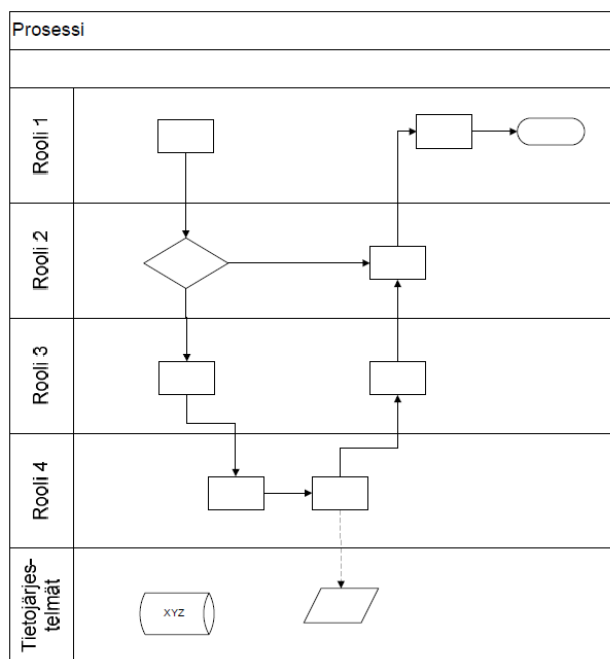 Prosessi
Rooli 1
Rooli 2
Rooli 3
Rooli 4
Tietojärjes-
telmät
XYZ